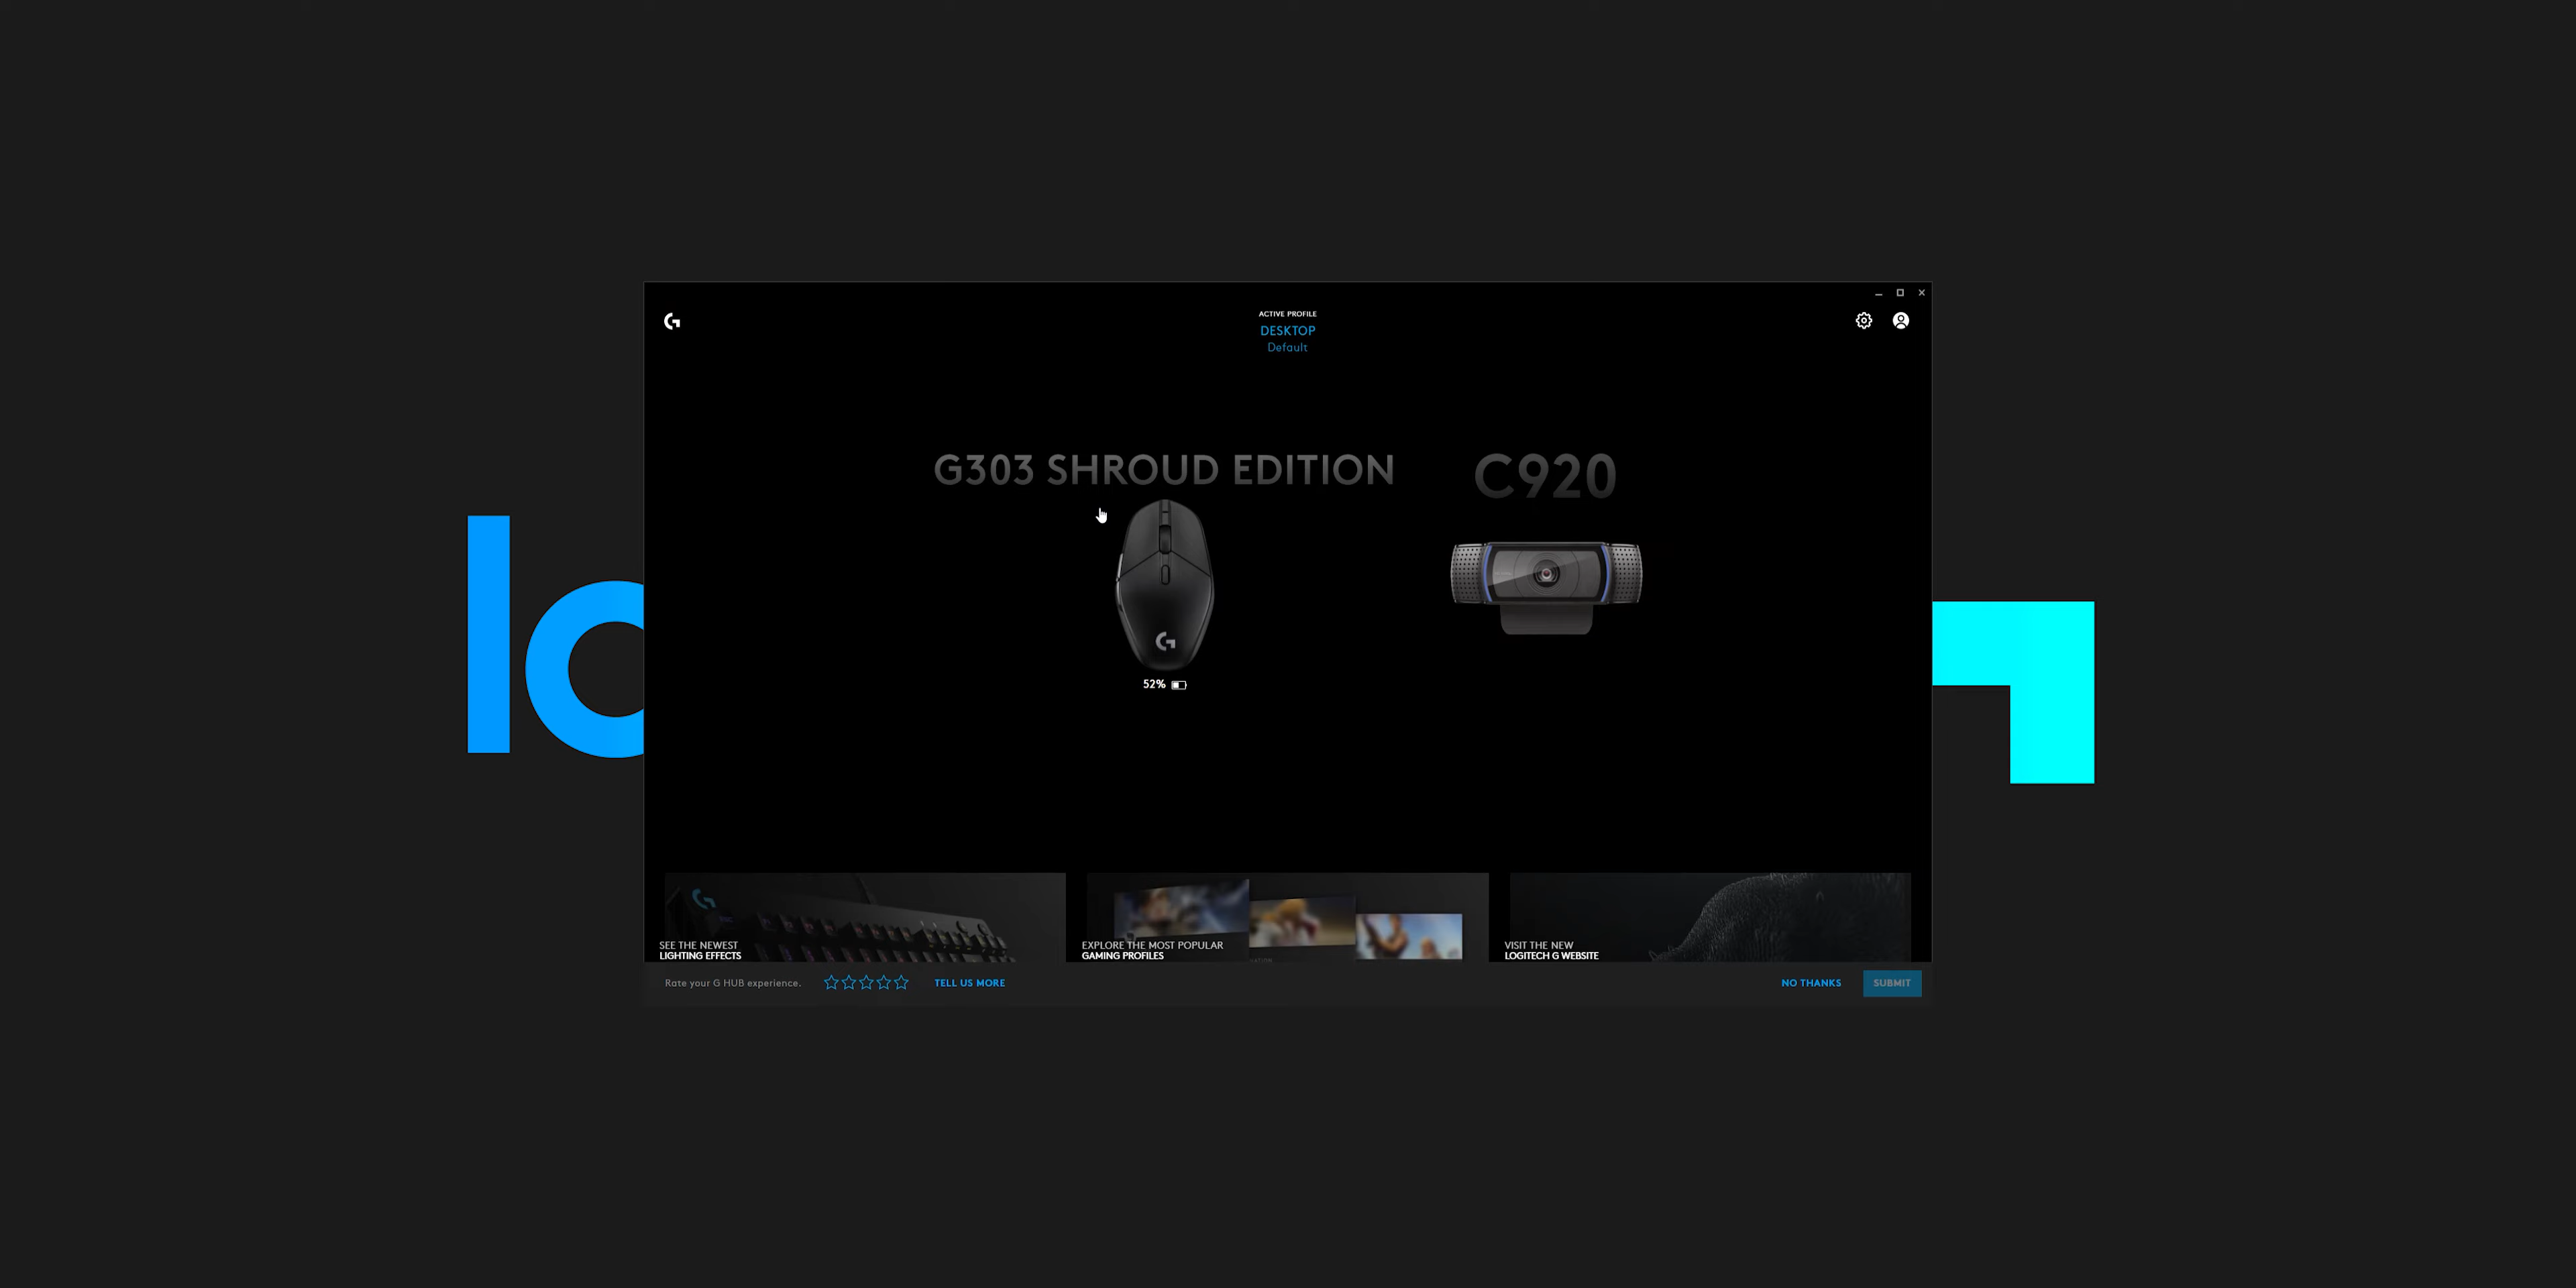 ACTIVE PROFILE
DESKTOP
Default
G303 SHROUD EDITION
C920
52%
SEE THE NEWEST
LIGHTING EFFECTS
EXPLORE THE MOST POPULAR
GAMING PROFILES
VISIT THE NEW
LOGITECH G WEBSITE
Rate your G HUB experience.
TELL US MORE
NO THANKS
SUBMIT
lo